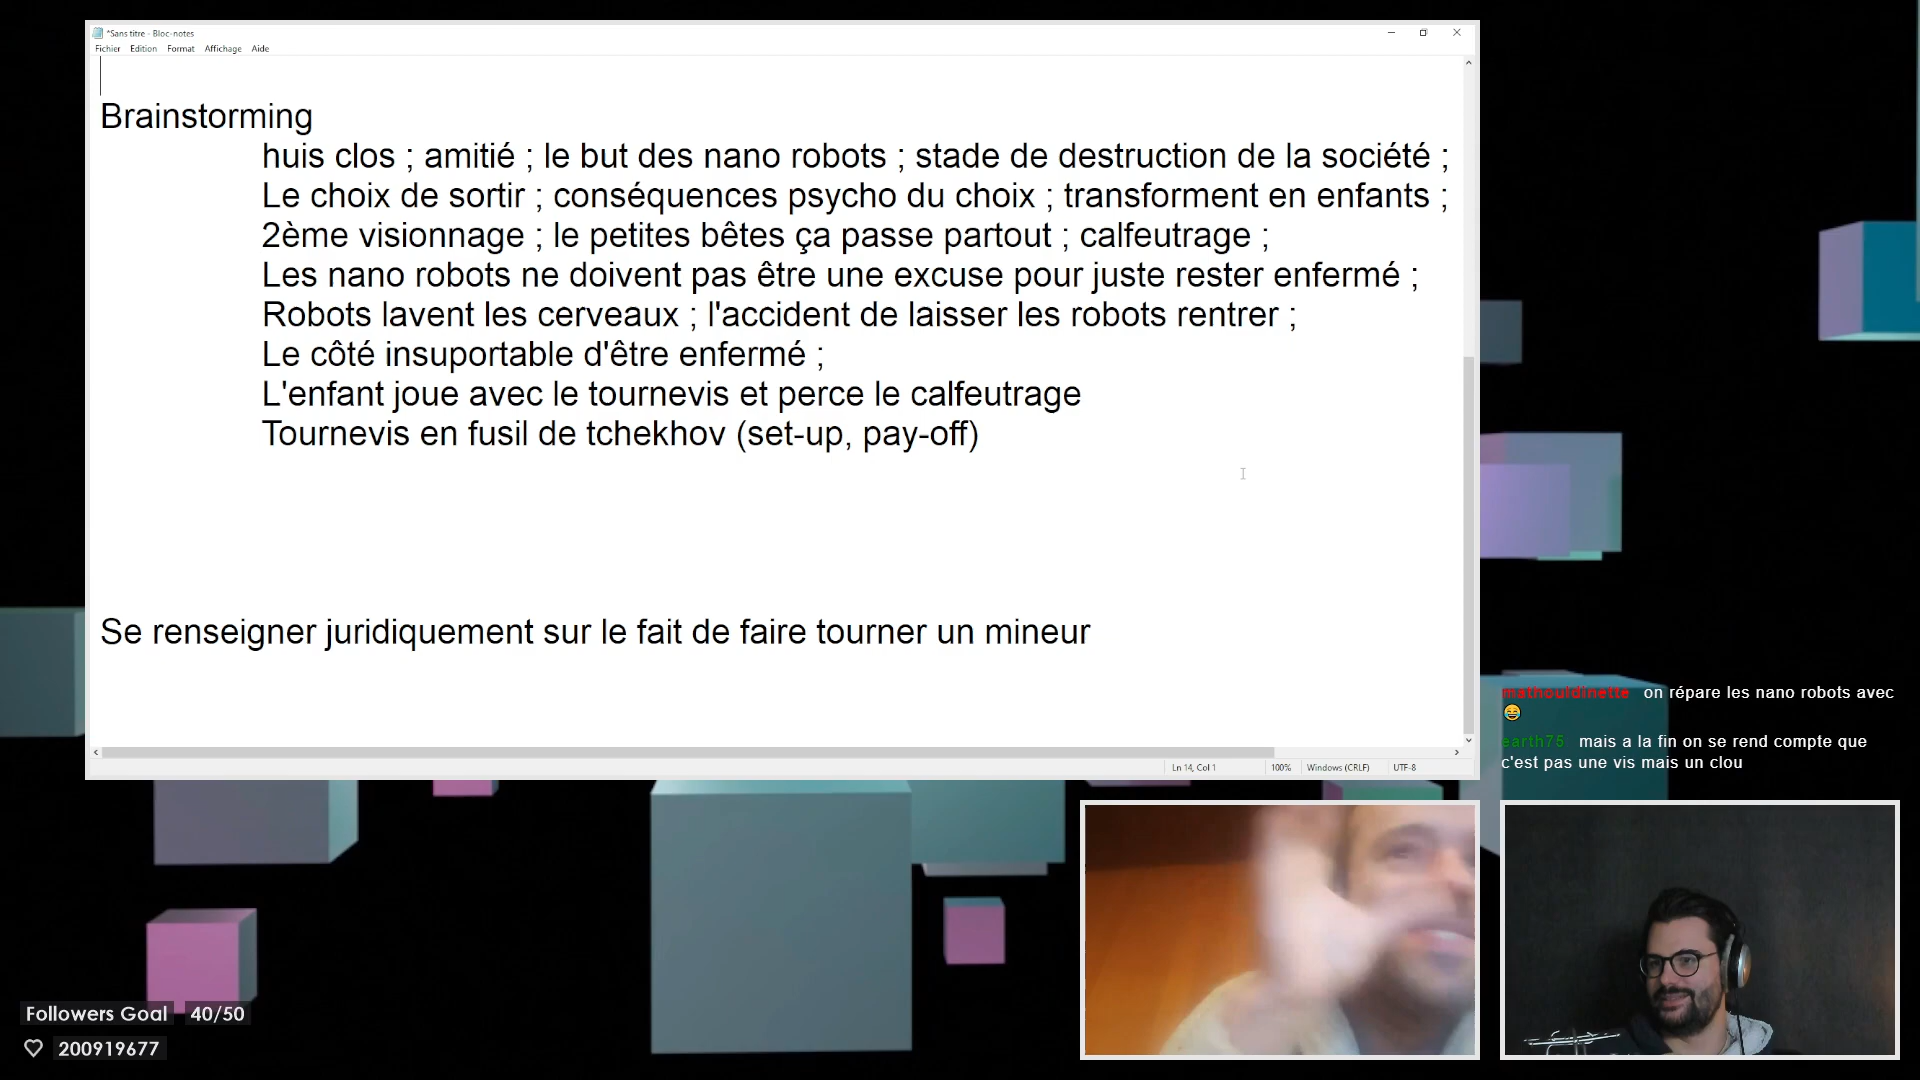 *Sans titre - Bloc-notes
Fichier Edition Format Affichage Aide
Brainstorming
huis clos ; amitié ; le but des nano robots ; stade de destruction de la société ;
Le choix de sortir ; conséquences psycho du choix ; transforment en enfants ;
2ème visionnage ; le petites bêtes ça passe partout ; calfeutrage ;
Les nano robots ne doivent pas être une excuse pour juste rester enfermé ;
Robots lavent les cerveaux ; l'accident de laisser les robots rentrer ;
Le côté insuportable d'être enfermé ;
L'enfant joue avec le tournevis et perce le calfeutrage
Tournevis en fusil de tchekhov (set-up, pay-off)
Se renseigner juridiquement sur le fait de faire tourner un mineur
Ln 14, Col 1 100% Windows (CRLF) UTF-8
mathouldinette on répare les nano robots avec
😄
earth75 mais a la fin on se rend compte que
c'est pas une vis mais un clou
Followers Goal 40/50
200919677